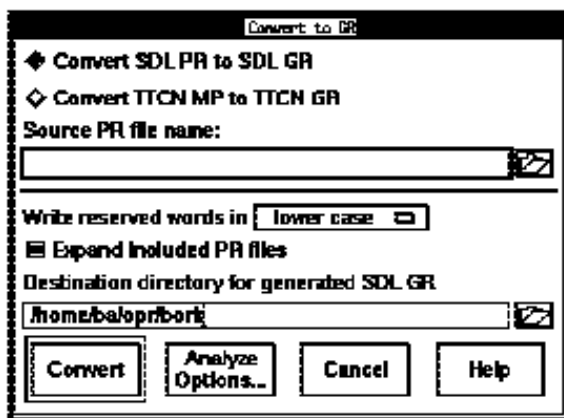 Convert to GR
Convert SDL PR to SDL GR
Convert TTCN MP to TTCN GR
Source PR file name:
Write reserved words in lower case
Expand Included PR files
Destination directory for generated SDL GR
/home/ba/opr/bork
Convert
Analyze
Options...
Cancel
Help